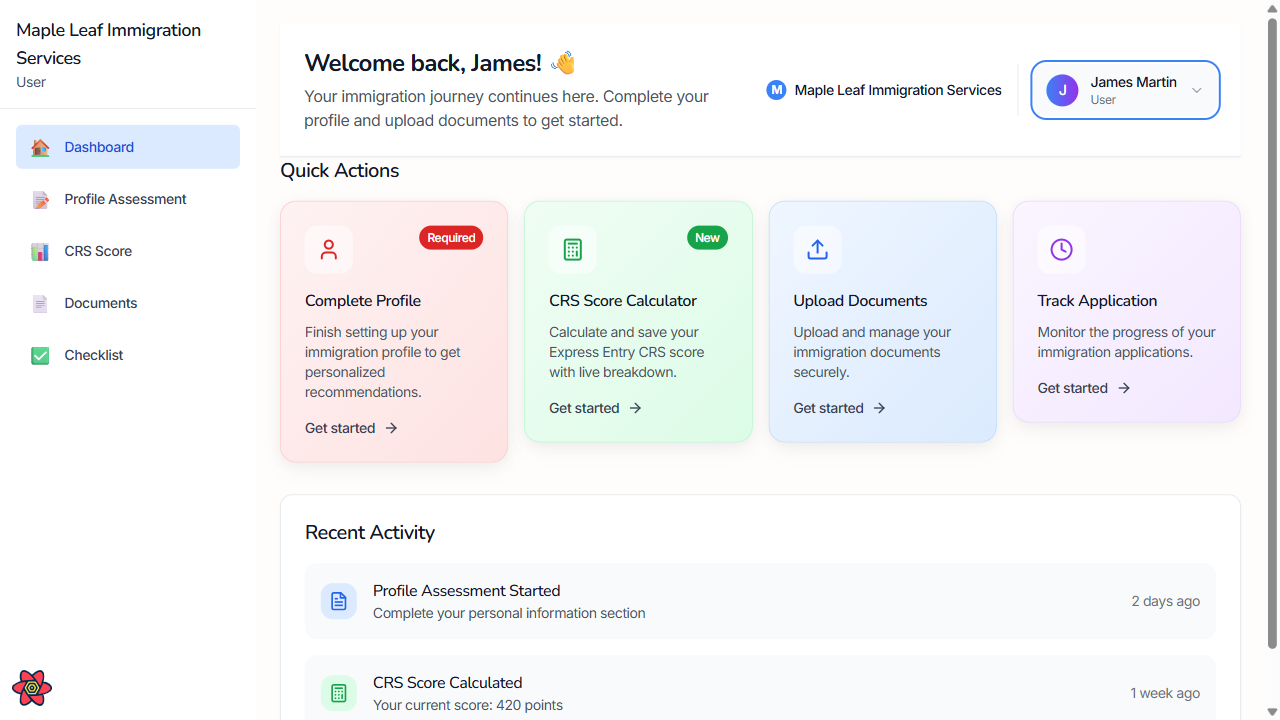 Maple Leaf Immigration
Services
User
Dashboard
Profile Assessment
CRS Score
Documents
Checklist
Welcome back, James! 👋
Your immigration journey continues here. Complete your
profile and upload documents to get started.
M Maple Leaf Immigration Services
J
James Martin
User
Quick Actions
Required
Complete Profile
Finish setting up your
immigration profile to get
personalized
recommendations.
Get started →
New
CRS Score Calculator
Calculate and save your
Express Entry CRS score
with live breakdown.
Get started →
Upload Documents
Upload and manage your
immigration documents
securely.
Get started →
Track Application
Monitor the progress of your
immigration applications.
Get started →
Recent Activity
Profile Assessment Started
Complete your personal information section
2 days ago
CRS Score Calculated
Your current score: 420 points
1 week ago